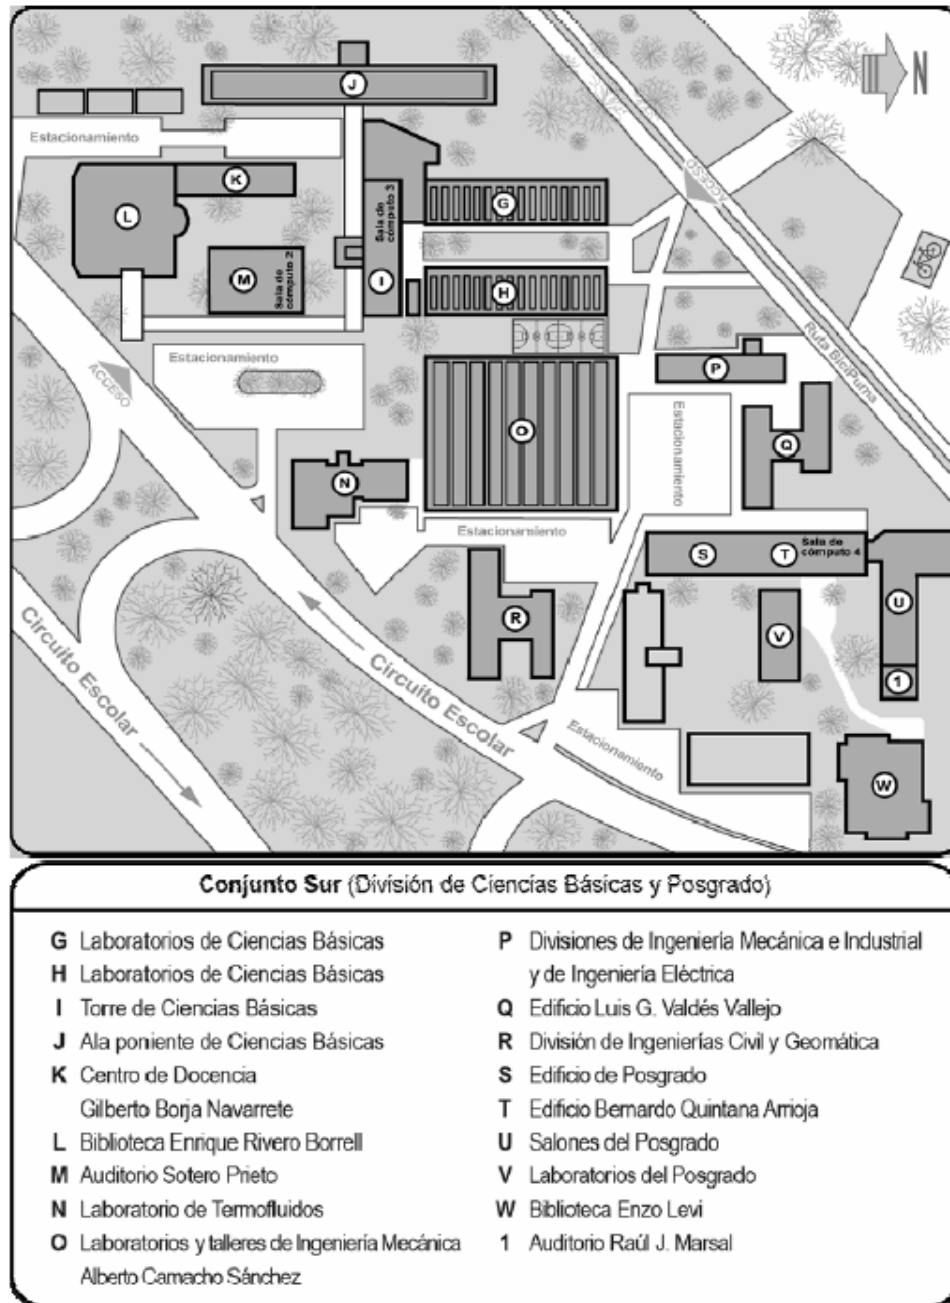 N
J
Estacionamiento
ACCESO
K
Sala de
cómputo 3
G
L
M
Sala de
cómputo 2
I
H
Estacionamiento
ACCESO
P
Ruta BiciPuma
O
Estacionamiento
Q
N
Estacionamiento
S
T
Sala de
cómputo 4
R
U
V
1
Circuito Escolar
Circuito Escolar
Estacionamiento
W
Conjunto Sur (División de Ciencias Básicas y Posgrado)
G Laboratorios de Ciencias Básicas
H Laboratorios de Ciencias Básicas
I Torre de Ciencias Básicas
J Ala poniente de Ciencias Básicas
K Centro de Docencia
Gilberto Borja Navarrete
L Biblioteca Enrique Rivero Borrell
M Auditorio Sotero Prieto
N Laboratorio de Termofluidos
O Laboratorios y talleres de Ingeniería Mecánica
Alberto Camacho Sánchez
P Divisiones de Ingeniería Mecánica e Industrial
y de Ingeniería Eléctrica
Q Edificio Luis G. Valdés Vallejo
R División de Ingenierías Civil y Geomática
S Edificio de Posgrado
T Edificio Bernardo Quintana Arrioja
U Salones del Posgrado
V Laboratorios del Posgrado
W Biblioteca Enzo Levi
1 Auditorio Raúl J. Marsal